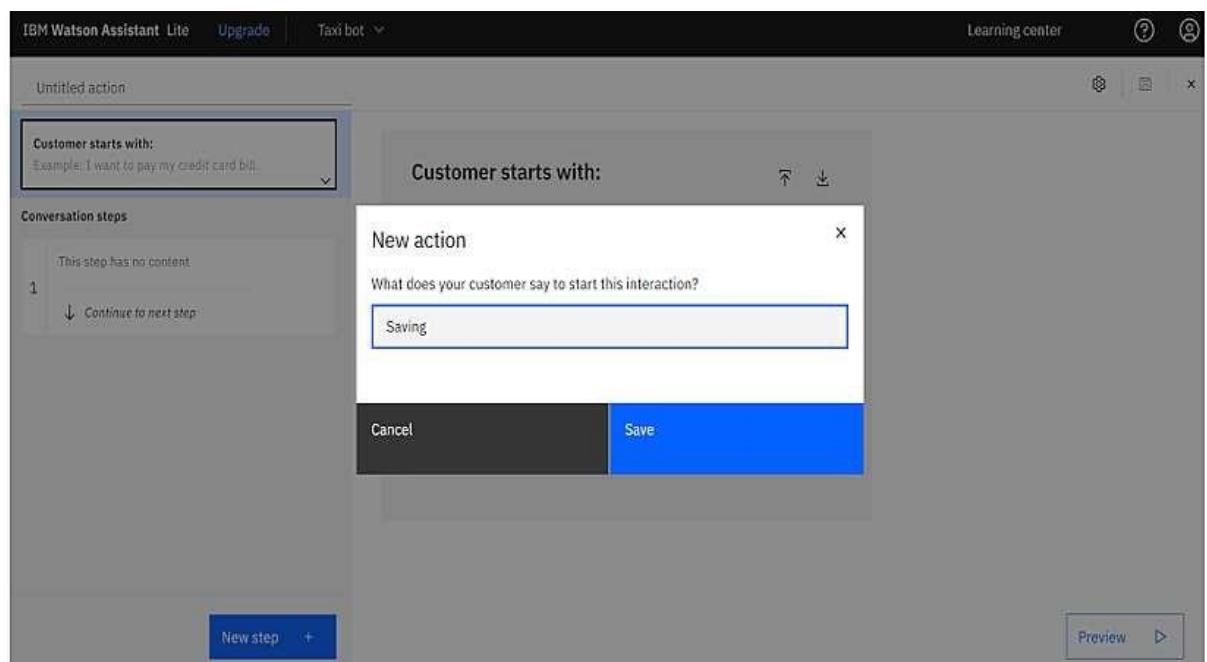 IBM Watson Assistant Lite Upgrade Taxi bot Learning center
Untitled action
Customer starts with:
Example: I want to pay my credit card bill.
Conversation steps
1
This step has no content
Continue to next step
New step +
Customer starts with:
New action
What does your customer say to start this interaction?
Saving
Cancel Save
Preview